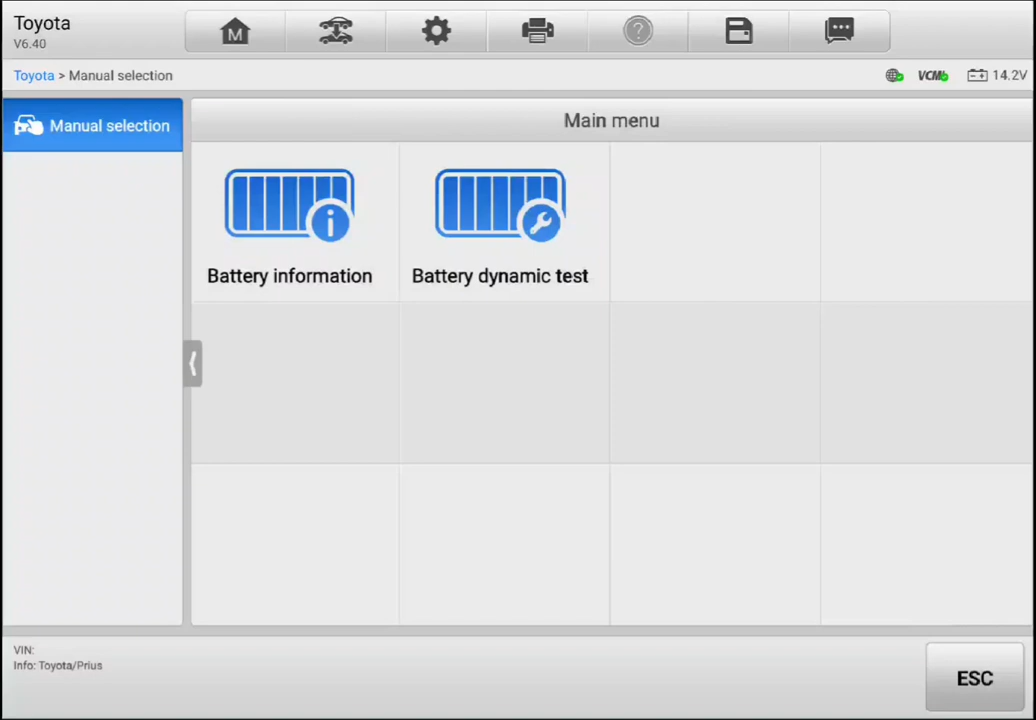 Toyota
V6.40
M
Toyota > Manual selection
VCMI
14.2V
Manual selection
Main menu
Battery information
Battery dynamic test
VIN:
Info: Toyota/Prius
ESC